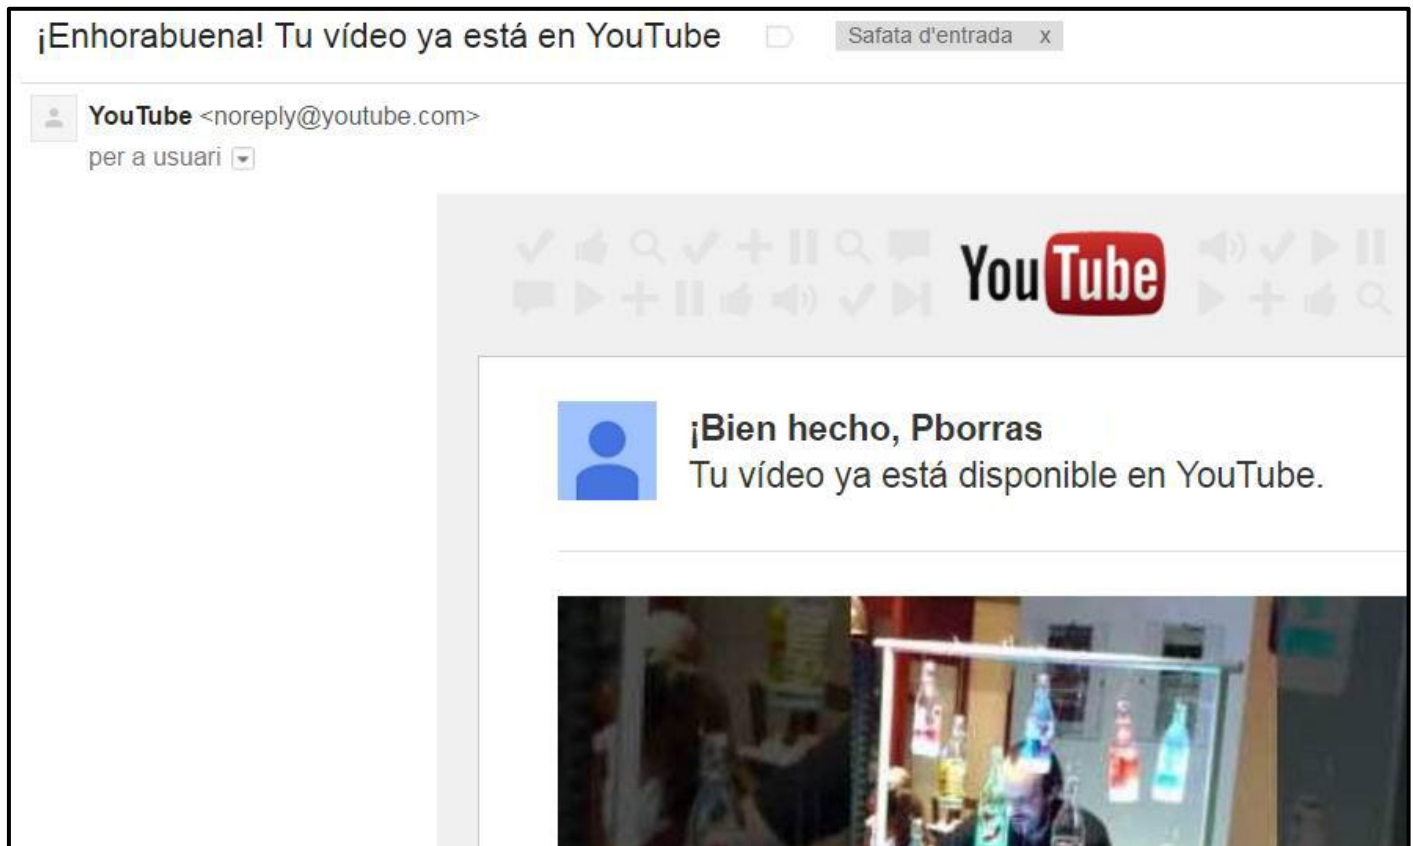 ¡Enhorabuena! Tu vídeo ya está en YouTube
Safata d'entrada x
YouTube <noreply@youtube.com>
per a usuari
YouTube
¡Bien hecho, Pborras
Tu vídeo ya está disponible en YouTube.